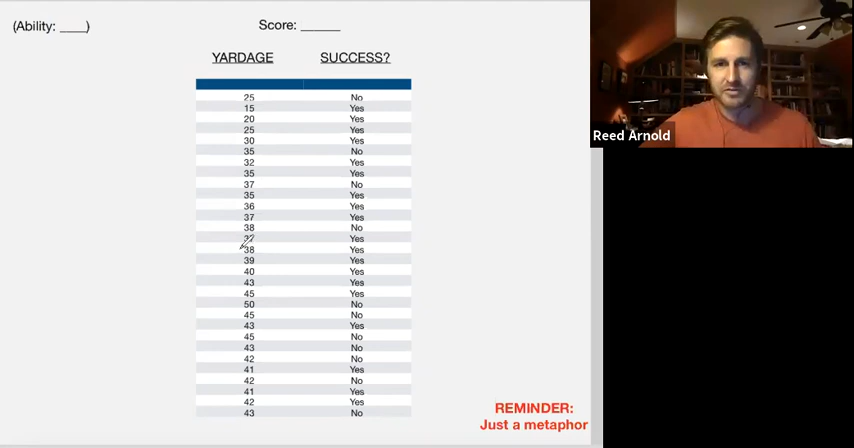 (Ability: ____)
Score: ______
YARDAGE SUCCESS?
25 No
15 Yes
20 Yes
25 Yes
30 Yes
35 No
32 Yes
35 Yes
37 No
35 Yes
36 Yes
37 Yes
38 No
37 Yes
38 Yes
39 Yes
40 Yes
43 Yes
45 Yes
50 No
45 No
43 Yes
45 No
43 No
42 No
41 Yes
42 No
41 Yes
42 Yes
43 No
REMINDER:
Just a metaphor
Reed Arnold